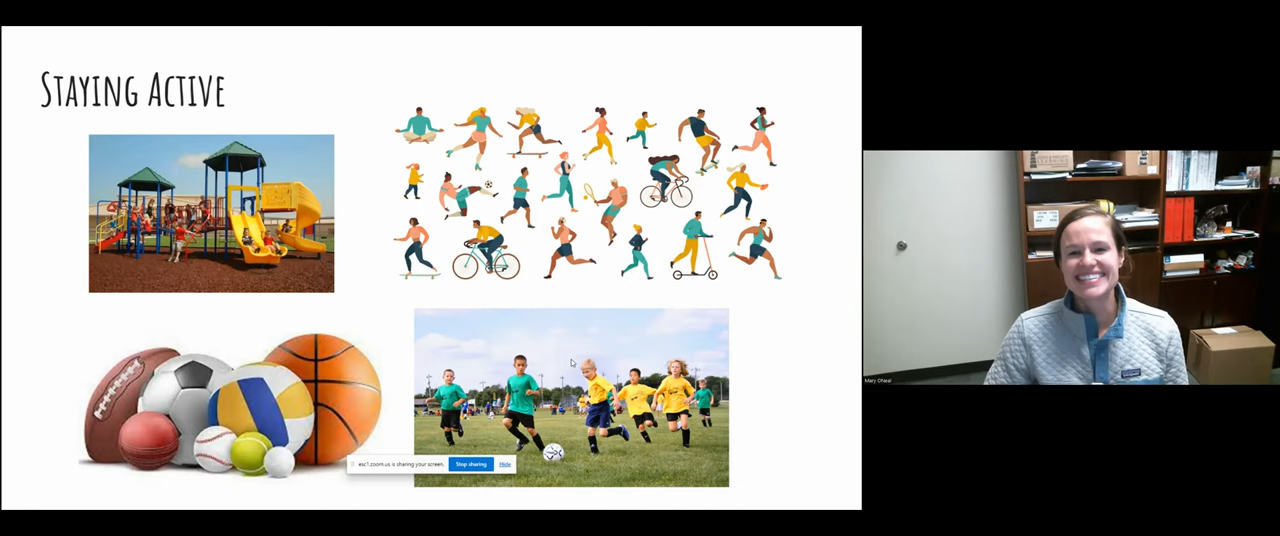 STAYING ACTIVE
esc1.zoom.us is sharing your screen.
Stop sharing
Hide
Mary ONeal